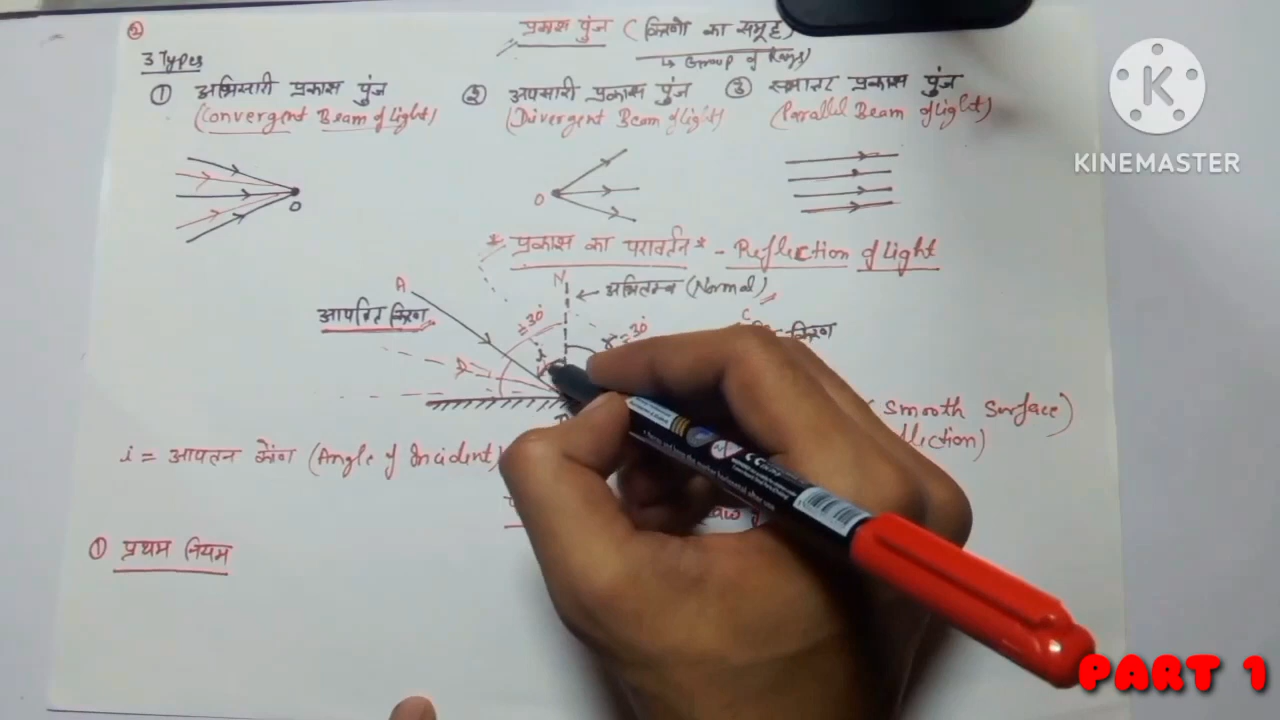 ②
प्रकाश पुंज (किरणों का समूह)
↳ Group of Rays)
3 Types
① अभिसारी प्रकाश पुंज
(Convergent Beam of Light)
② अपसारी प्रकाश पुंज
(Divergent Beam of Light)
③ समान्तर प्रकाश पुंज
(Parallel Beam of Light)
O
O
* प्रकाश का परावर्तन * - Reflection of Light
N
← अभिलम्ब (Normal)
A
आपतित किरण
= 30°
r = 30°
i
C
किरण
(Smooth Surface)
i = आपतन कोण (Angle of Incident)
① प्रथम नियम
K
KINEMASTER
PART 1